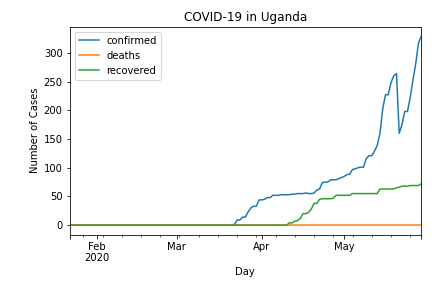 COVID-19 in Uganda
confirmed
deaths
recovered
Number of Cases
300
250
200
150
100
50
0
Feb
2020
Mar
Apr
May
Day